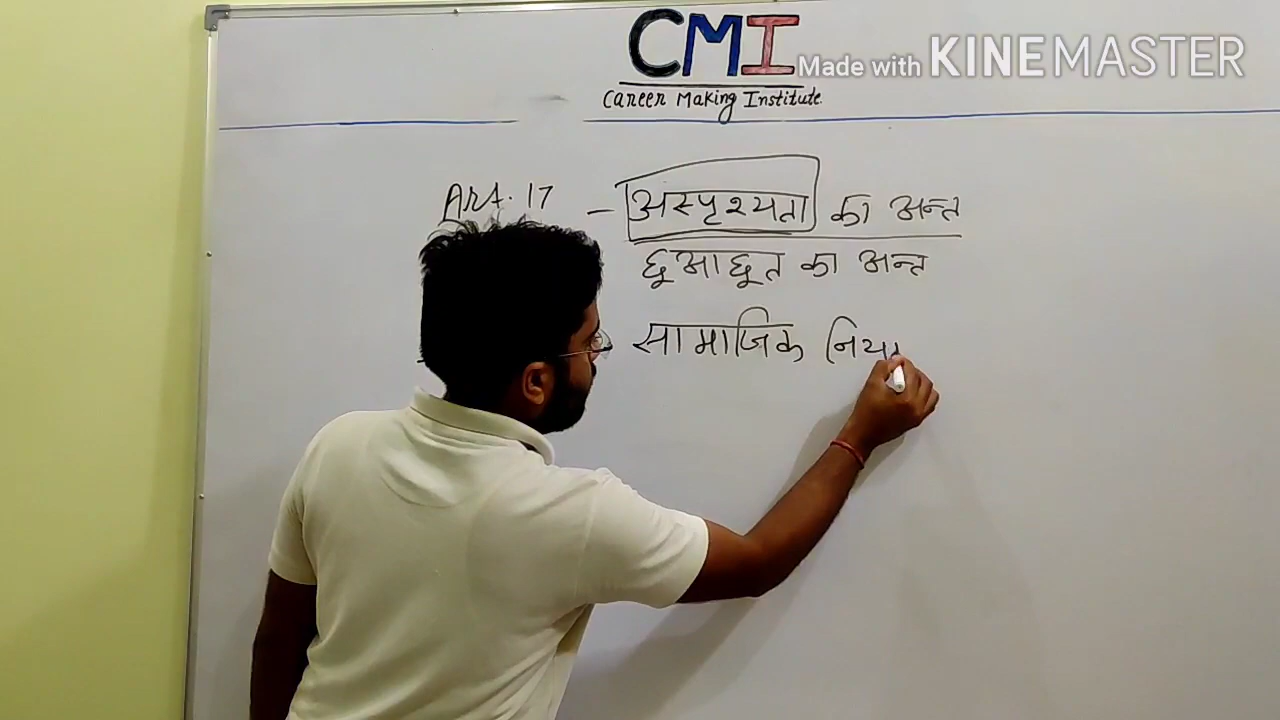 CMI
Made with KINEMASTER
Career Making Institute
Art. 17 - अस्पृश्यता का अन्त
छूआछूत का अन्त
सामाजिक